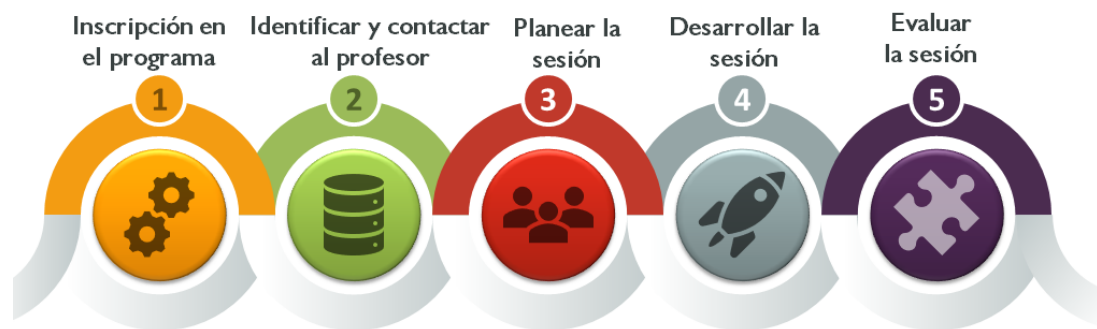 Inscripción en
el programa
Identificar y contactar
al profesor
Planear la
sesión
Desarrollar la
sesión
Evaluar
la sesión
1
2
3
4
5